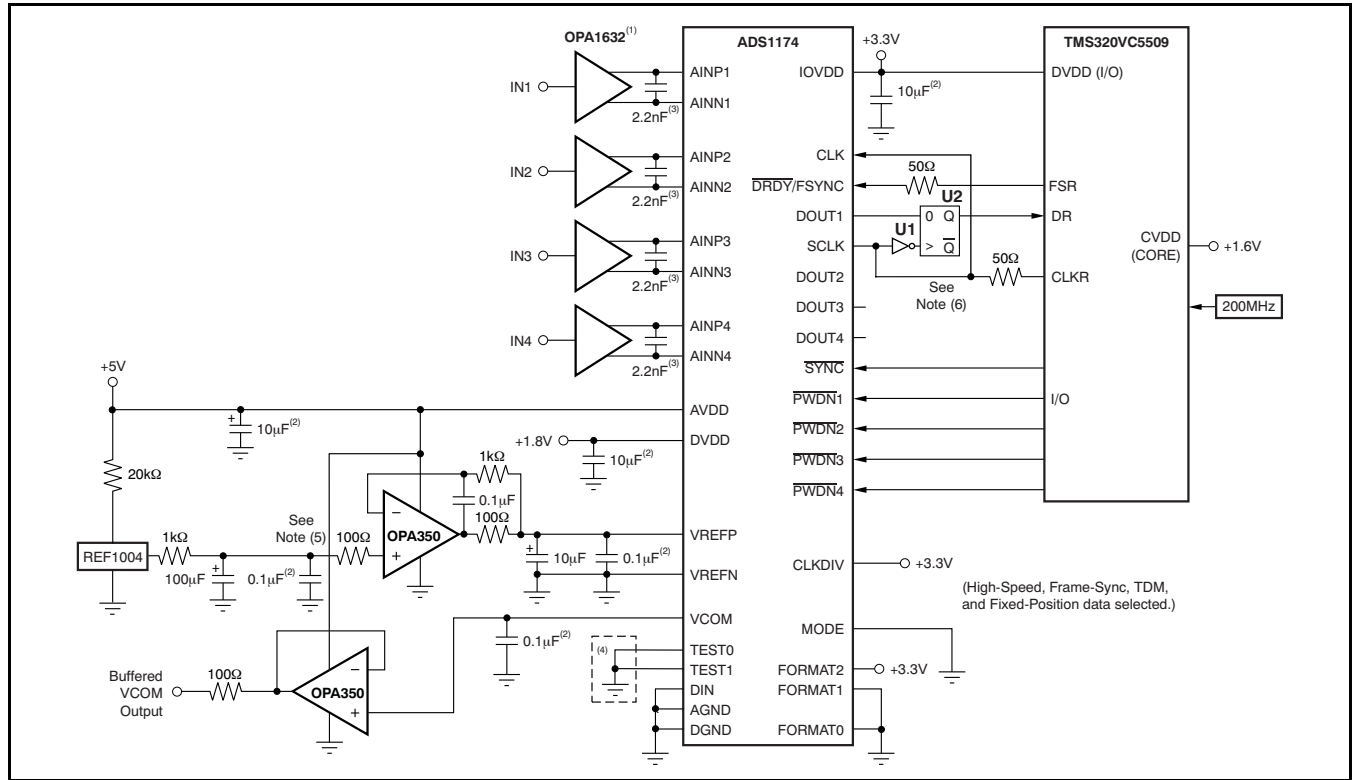 OPA1632(1)
ADS1174
TMS320VC5509
+3.3V
IN1
AINP1
AINN1
2.2nF(3)
IOVDD
10µF(2)
DVDD (I/O)
IN2
AINP2
AINN2
2.2nF(3)
CLK
50Ω
DRDY/FSYNC
FSR
U2
DOUT1
0 Q
DR
U1
SCLK
> Q
CVDD
(CORE)
+1.6V
IN3
AINP3
AINN3
2.2nF(3)
DOUT2
See
Note (6)
50Ω
CLKR
DOUT3
200MHz
IN4
AINP4
AINN4
2.2nF(3)
DOUT4
SYNC
+5V
PWDN1
I/O
AVDD
+
10µF(2)
+1.8V
DVDD
10µF(2)
PWDN2
PWDN3
PWDN4
20kΩ
1kΩ
0.1µF
100Ω
–
OPA350
+
See
Note (5)
100Ω
REF1004
1kΩ
+
100µF
0.1µF(2)
VREFP
+
10µF
0.1µF(2)
VREFN
CLKDIV
+3.3V
(High-Speed, Frame-Sync, TDM,
and Fixed-Position data selected.)
VCOM
0.1µF(2)
MODE
(4)
TEST0
TEST1
FORMAT2
+3.3V
DIN
FORMAT1
AGND
DGND
FORMAT0
Buffered
VCOM
Output
100Ω
–
OPA350
+